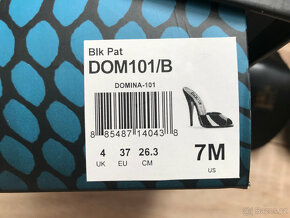 Blk Pat
DOM101/B
DOMINA-101
8 85487 14043 8
4 37 26.3
UK EU CM
7M
US